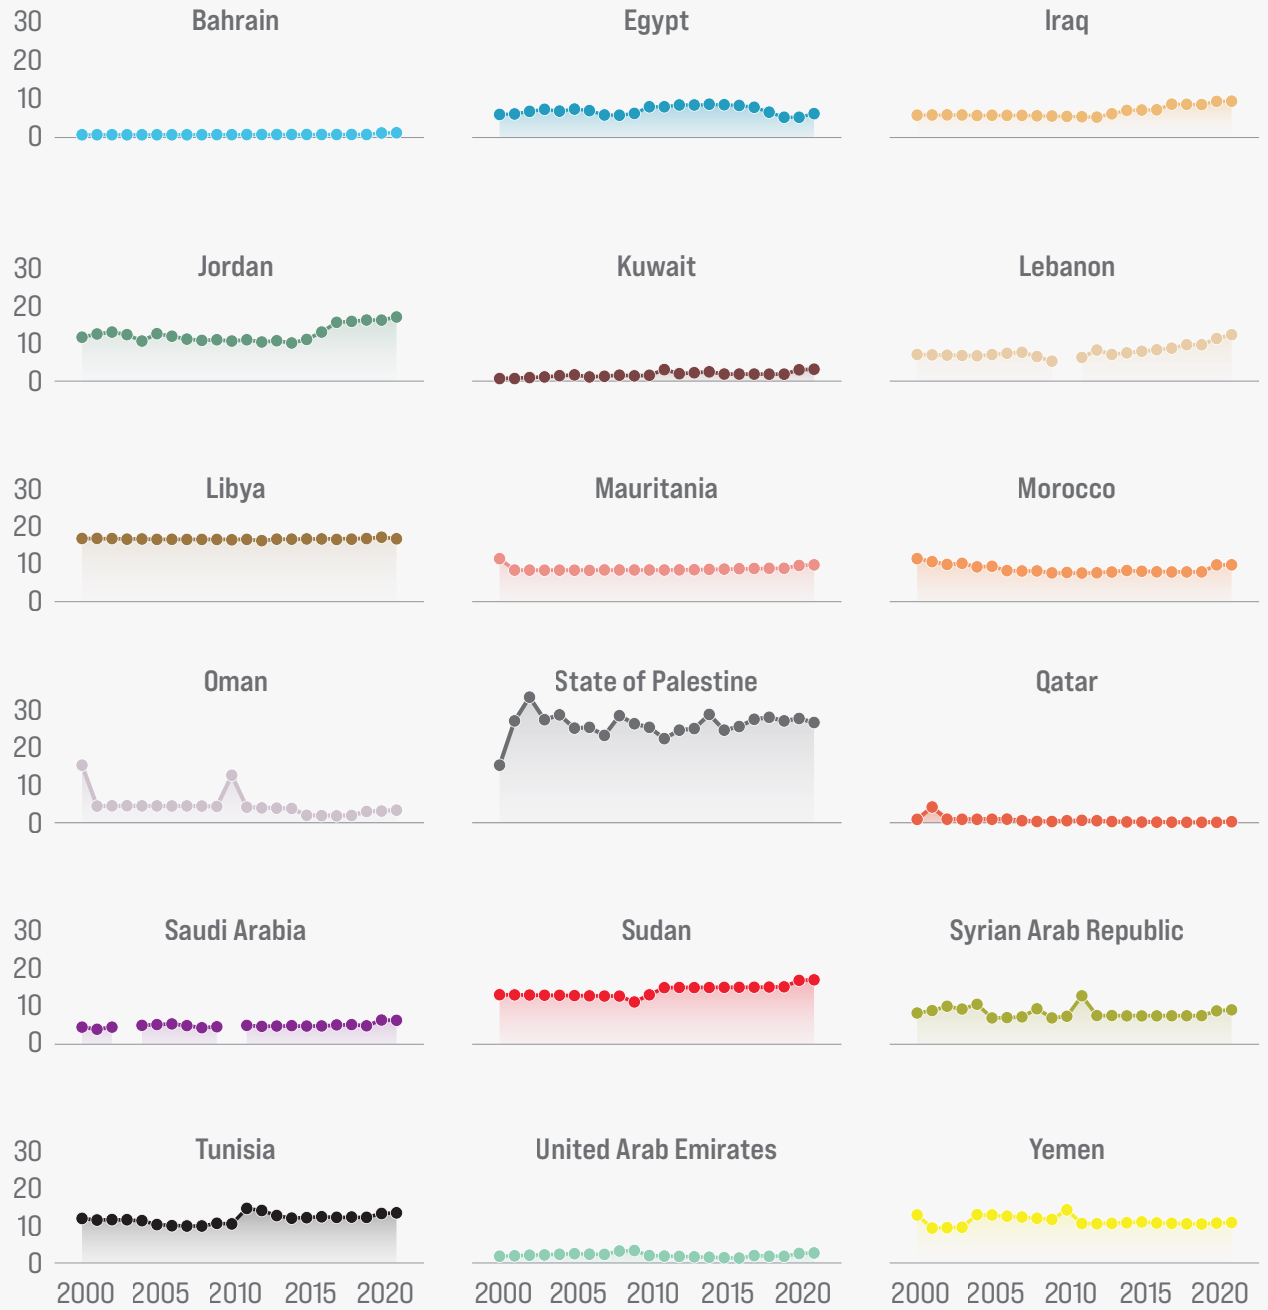 30 Bahrain Egypt Iraq
20
10
0
30 Jordan Kuwait Lebanon
20
10
0
30 Libya Mauritania Morocco
20
10
0
Oman State of Palestine Qatar
30
20
10
0
30 Saudi Arabia Sudan Syrian Arab Republic
20
10
0
30 Tunisia United Arab Emirates Yemen
20
10
0
2000 2005 2010 2015 2020 2000 2005 2010 2015 2020 2000 2005 2010 2015 2020